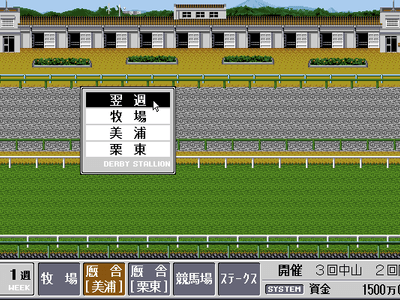 翌週
牧場
美浦
栗東
DERBY STALLION
1週
WEEK
牧場
厩舎
[美浦]
厩舎
[栗東]
競馬場
ステークス
開催 3回中山 2回
SYSTEM 資金 1500万